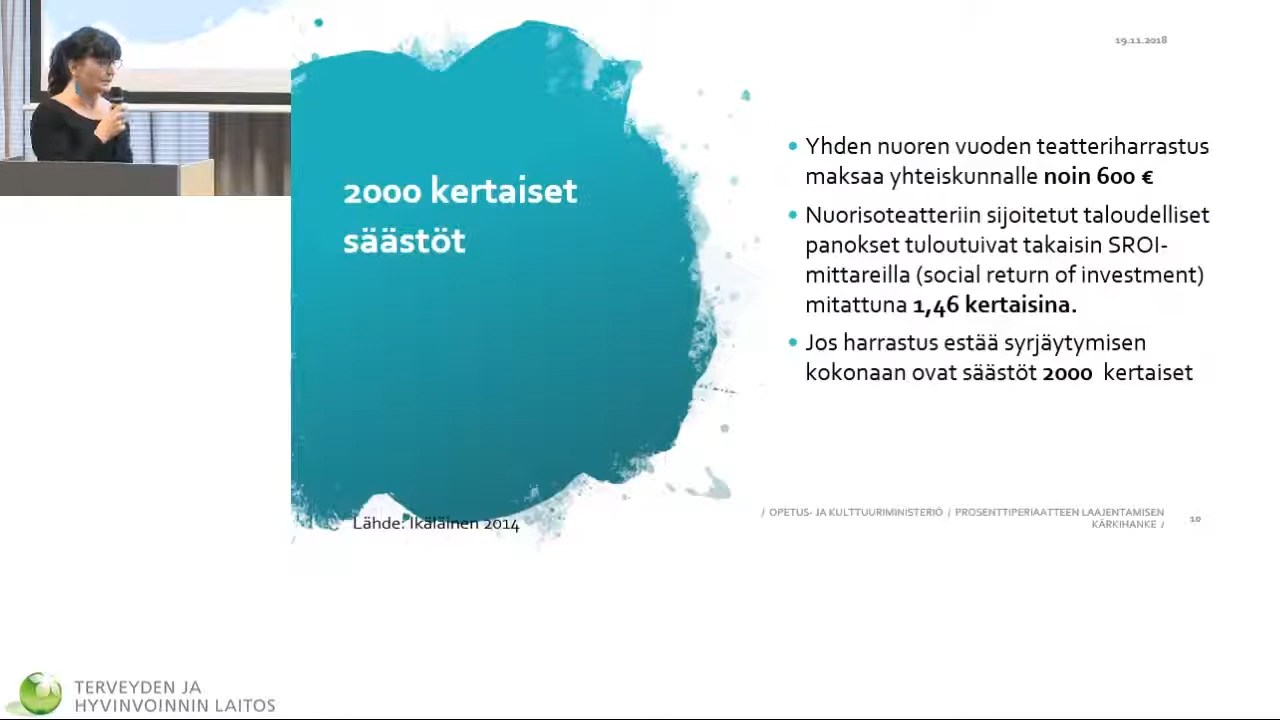 19.11.2018
2000 kertaiset
säästöt
• Yhden nuoren vuoden teatteriharrastus
maksaa yhteiskunnalle noin 600 €
• Nuorisoteatteriin sijoitetut taloudelliset
panokset tuloutuivat takaisin SROI-
mittareilla (social return of investment)
mitattuna 1,46 kertaisina.
• Jos harrastus estää syrjäytymisen
kokonaan ovat säästöt 2000 kertaiset
Lähde: Ikäläinen 2014
/ OPETUS- JA KULTTUURIMINISTERIÖ / PROSENTTIPERIAATTEEN LAAJENTAMISEN
KÄRKIHANKE /
10
TERVEYDEN JA
HYVINVOINNIN LAITOS